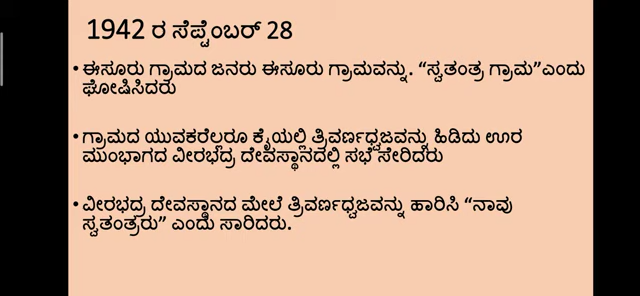 1942 ರ ಸೆಪ್ಟೆಂಬರ್ 28
• ಈಸೂರು ಗ್ರಾಮದ ಜನರು ಈಸೂರು ಗ್ರಾಮವನ್ನು. “ಸ್ವತಂತ್ರ ಗ್ರಾಮ”ಎಂದು
ಘೋಷಿಸಿದರು
• ಗ್ರಾಮದ ಯುವಕರೆಲ್ಲರೂ ಕೈಯಲ್ಲಿ ತ್ರಿವರ್ಣಧ್ವಜವನ್ನು ಹಿಡಿದು ಊರ
ಮುಂಭಾಗದ ವೀರಭದ್ರ ದೇವಸ್ಥಾನದಲ್ಲಿ ಸಭೆ ಸೇರಿದರು
• ವೀರಭದ್ರ ದೇವಸ್ಥಾನದ ಮೇಲೆ ತ್ರಿವರ್ಣಧ್ವಜವನ್ನು ಹಾರಿಸಿ “ನಾವು
ಸ್ವತಂತ್ರರು” ಎಂದು ಸಾರಿದರು.